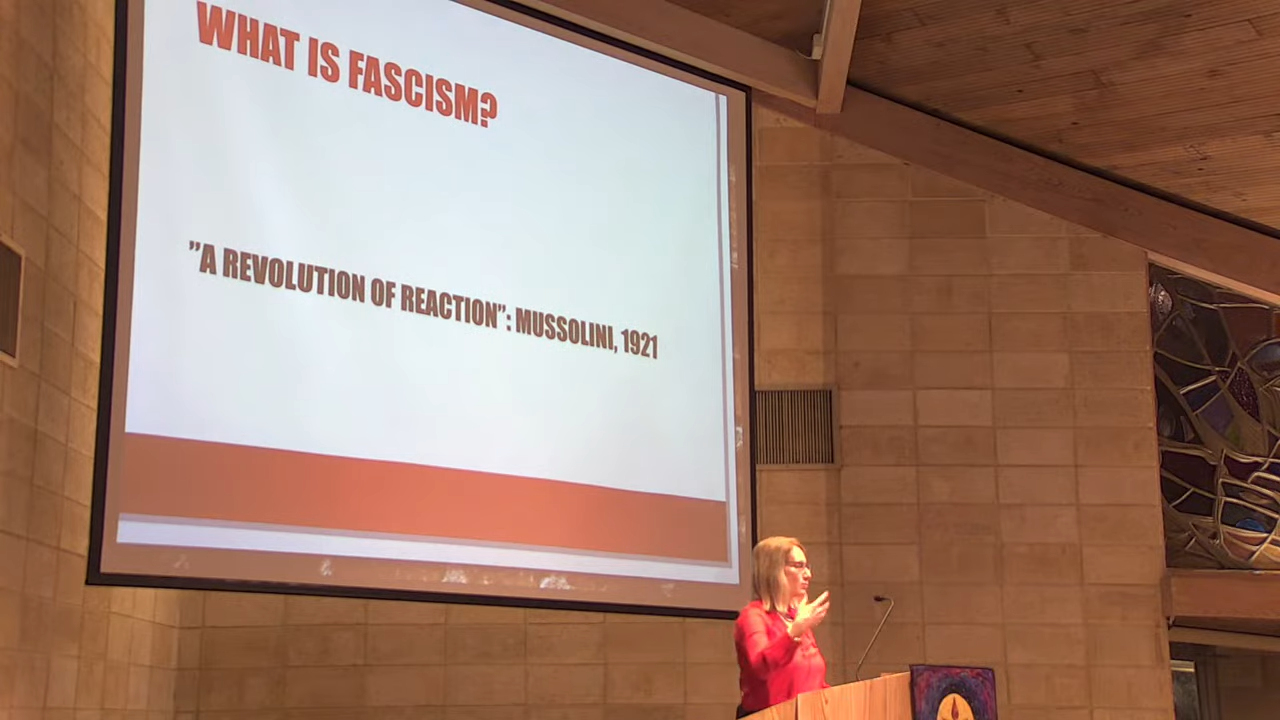 WHAT IS FASCISM?
”A REVOLUTION OF REACTION”: MUSSOLINI, 1921